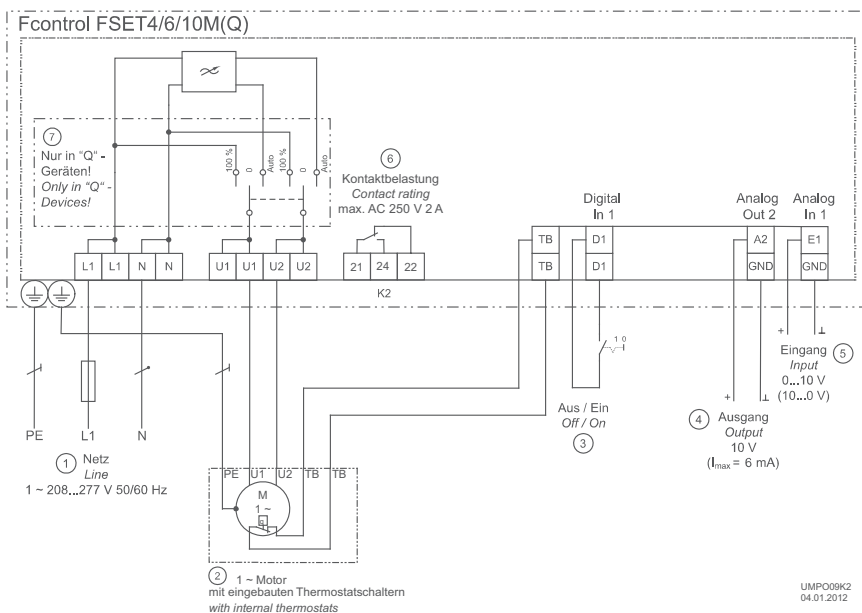 Fcontrol FSET4/6/10M(Q)
7
Nur in "Q" -
Geräten!
Only in "Q" -
Devices!
100 %
0
Auto
100 %
0
Auto
6
Kontaktbelastung
Contact rating
max. AC 250 V 2 A
Digital
In 1
Analog
Out 2
Analog
In 1
L1 L1 N N
U1 U1 U2 U2
21 24 22
K2
TB
TB
D1
D1
A2
GND
E1
GND
1 0
PE
L1
N
1
Netz
Line
1 ~ 208...277 V 50/60 Hz
Aus / Ein
Off / On
3
+ ⊥
Eingang
Input
0...10 V
(10...0 V)
5
+ ⊥
4
Ausgang
Output
10 V
(Imax = 6 mA)
PE U1 U2 TB TB
M
1 ~
2
1 ~ Motor
mit eingebauten Thermostatschaltern
with internal thermostats
UMPO09K2
04.01.2012